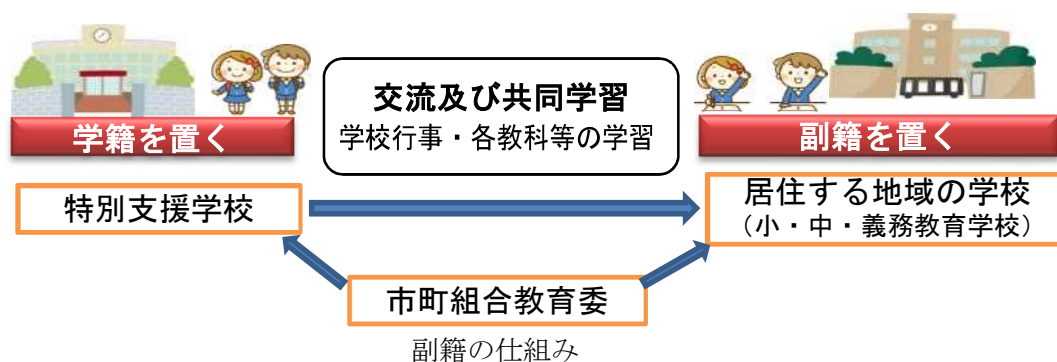 交流及び共同学習
学校行事・各教科等の学習
学籍を置く
副籍を置く
特別支援学校
居住する地域の学校
（小・中・義務教育学校）
市町組合教育委
副籍の仕組み